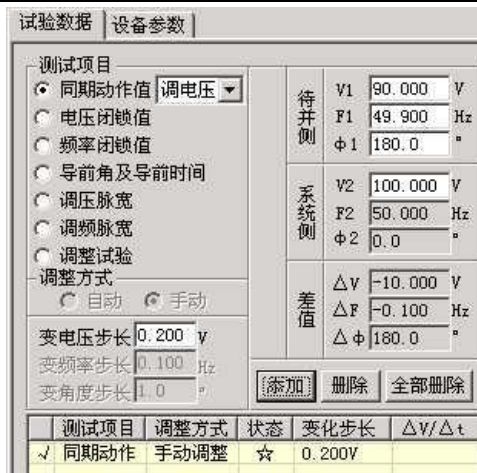 试验数据 设备参数
测试项目
同期动作值 调电压
电压闭锁值
频率闭锁值
导前角及导前时间
调压脉宽
调频脉宽
调整试验
调整方式
自动 手动
变电压步长 0.200 V
变频率步长 0.100 Hz
变角度步长 1.0 °
待并侧
V1 90.000 V
F1 49.900 Hz
Φ1 180.0 °
系统侧
V2 100.000 V
F2 50.000 Hz
Φ2 0.0 °
差值
△V -10.000 V
△F -0.100 Hz
△Φ 180.0 °
添加 删除 全部删除
测试项目 调整方式 状态 变化步长 △V/△t
√ 同期动作 手动调整 ☆ 0.200V